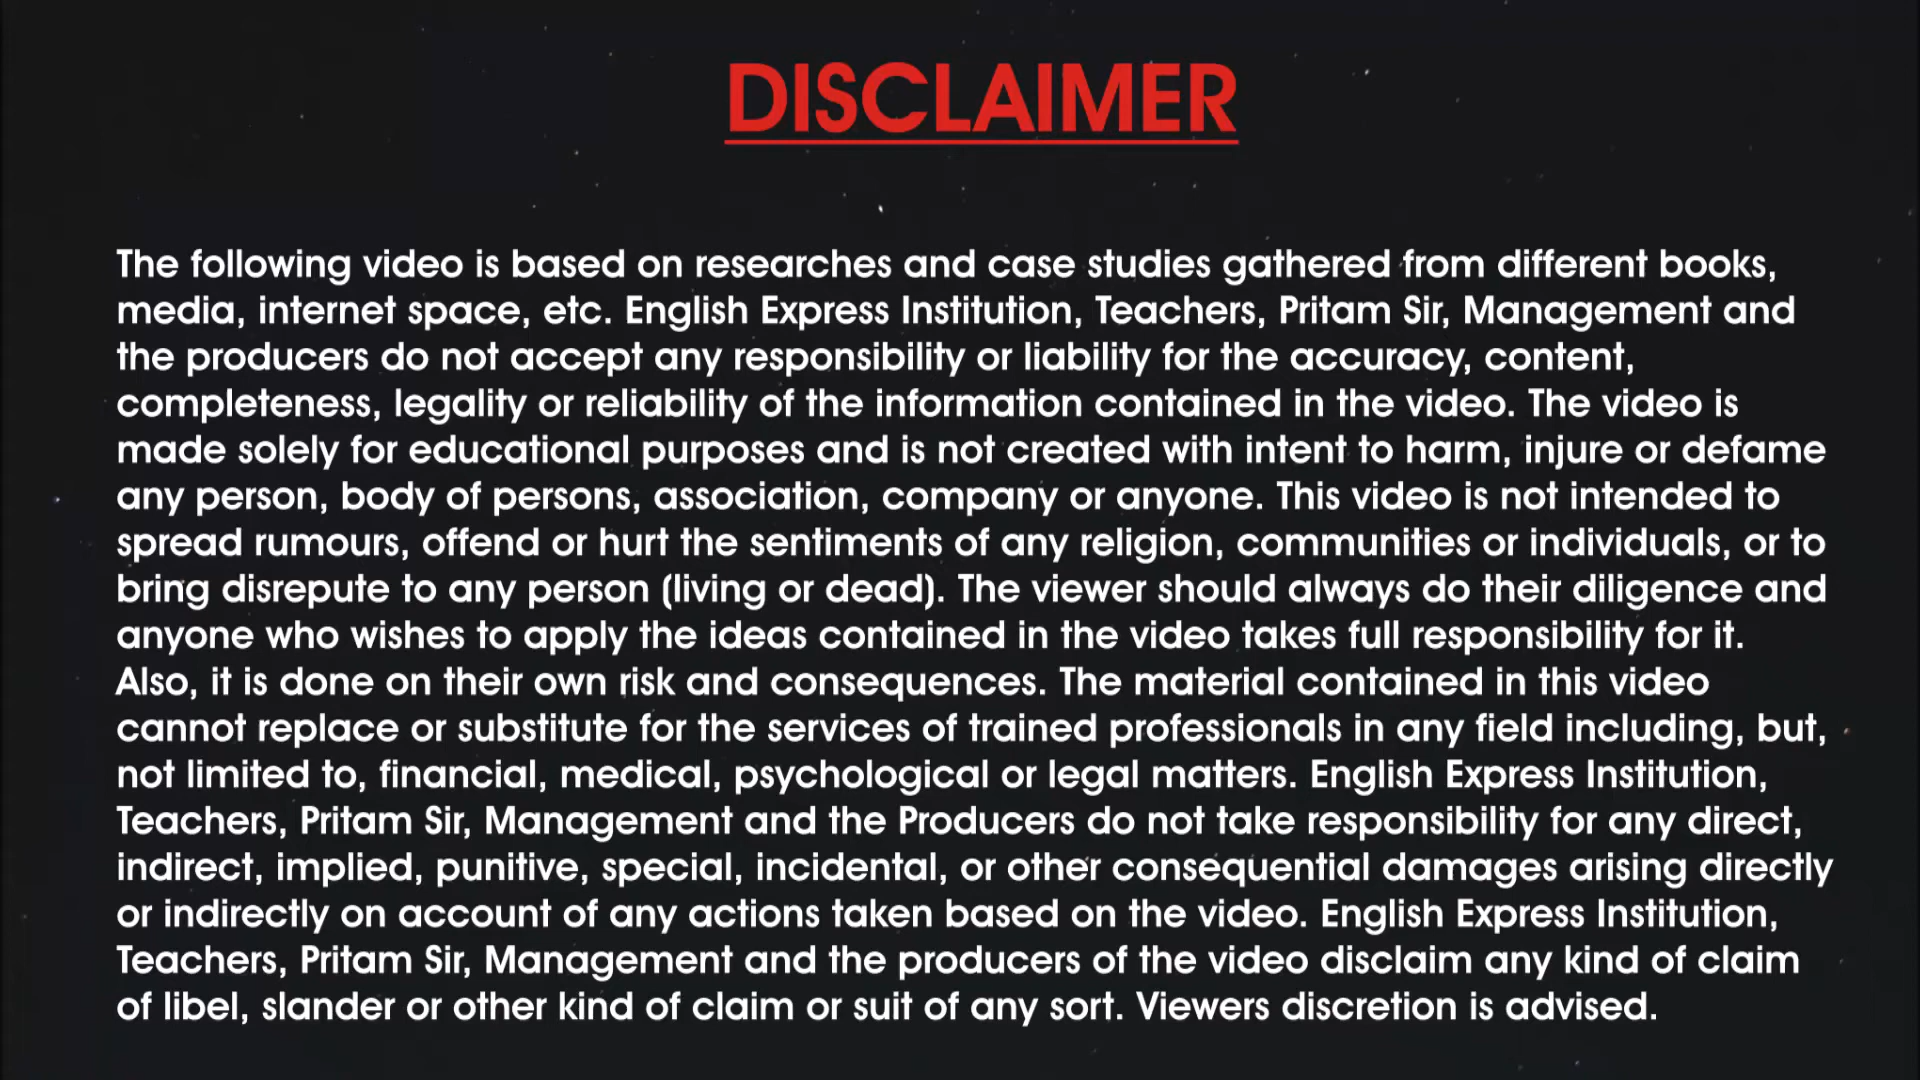 DISCLAIMER
The following video is based on researches and case studies gathered from different books,
media, internet space, etc. English Express Institution, Teachers, Pritam Sir, Management and
the producers do not accept any responsibility or liability for the accuracy, content,
completeness, legality or reliability of the information contained in the video. The video is
made solely for educational purposes and is not created with intent to harm, injure or defame
any person, body of persons, association, company or anyone. This video is not intended to
spread rumours, offend or hurt the sentiments of any religion, communities or individuals, or to
bring disrepute to any person (living or dead). The viewer should always do their diligence and
anyone who wishes to apply the ideas contained in the video takes full responsibility for it.
Also, it is done on their own risk and consequences. The material contained in this video
cannot replace or substitute for the services of trained professionals in any field including, but,
not limited to, financial, medical, psychological or legal matters. English Express Institution,
Teachers, Pritam Sir, Management and the Producers do not take responsibility for any direct,
indirect, implied, punitive, special, incidental, or other consequential damages arising directly
or indirectly on account of any actions taken based on the video. English Express Institution,
Teachers, Pritam Sir, Management and the producers of the video disclaim any kind of claim
of libel, slander or other kind of claim or suit of any sort. Viewers discretion is advised.